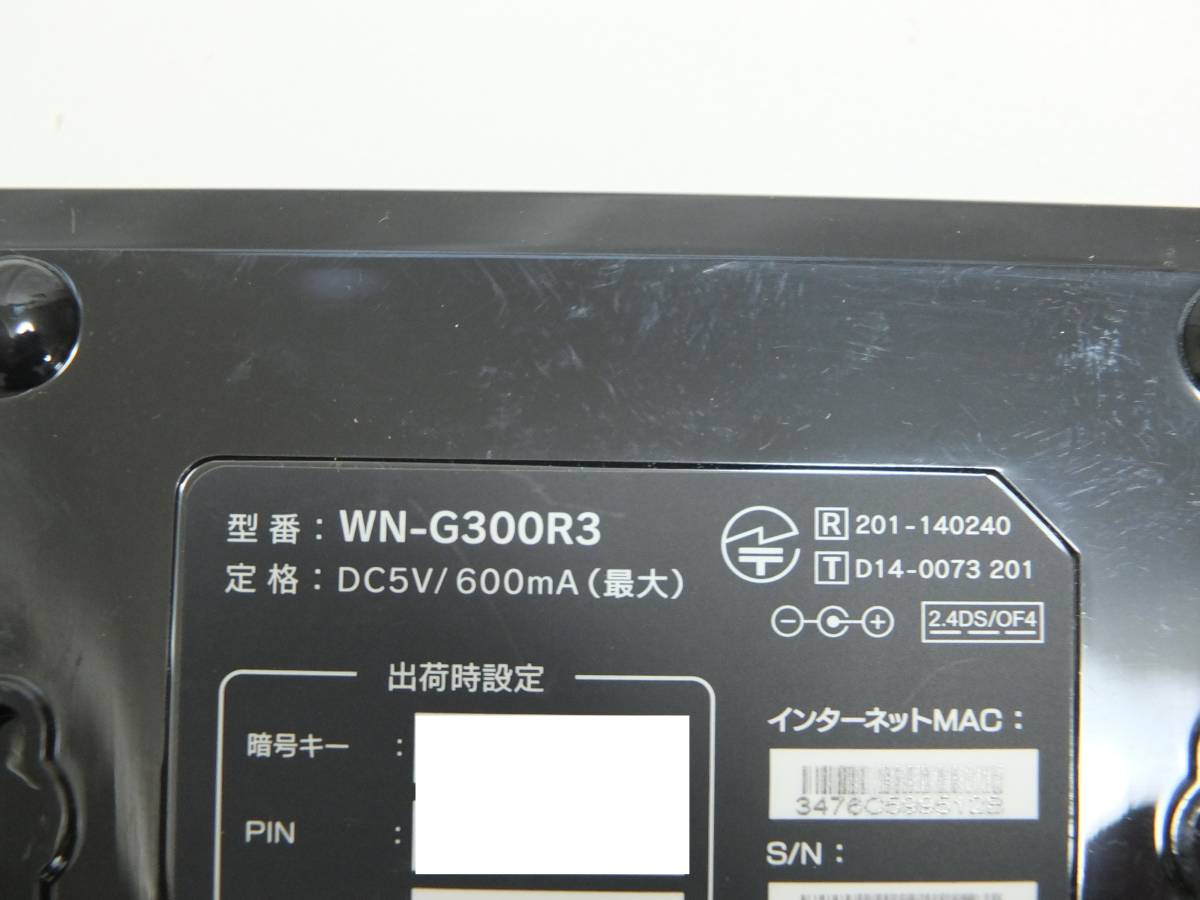 型番：WN-G300R3
定格：DC5V/600mA（最大）
R 201-140240
T D14-0073 201
2.4DS/OF4
出荷時設定
暗号キー：
PIN：
インターネットMAC：
S/N：